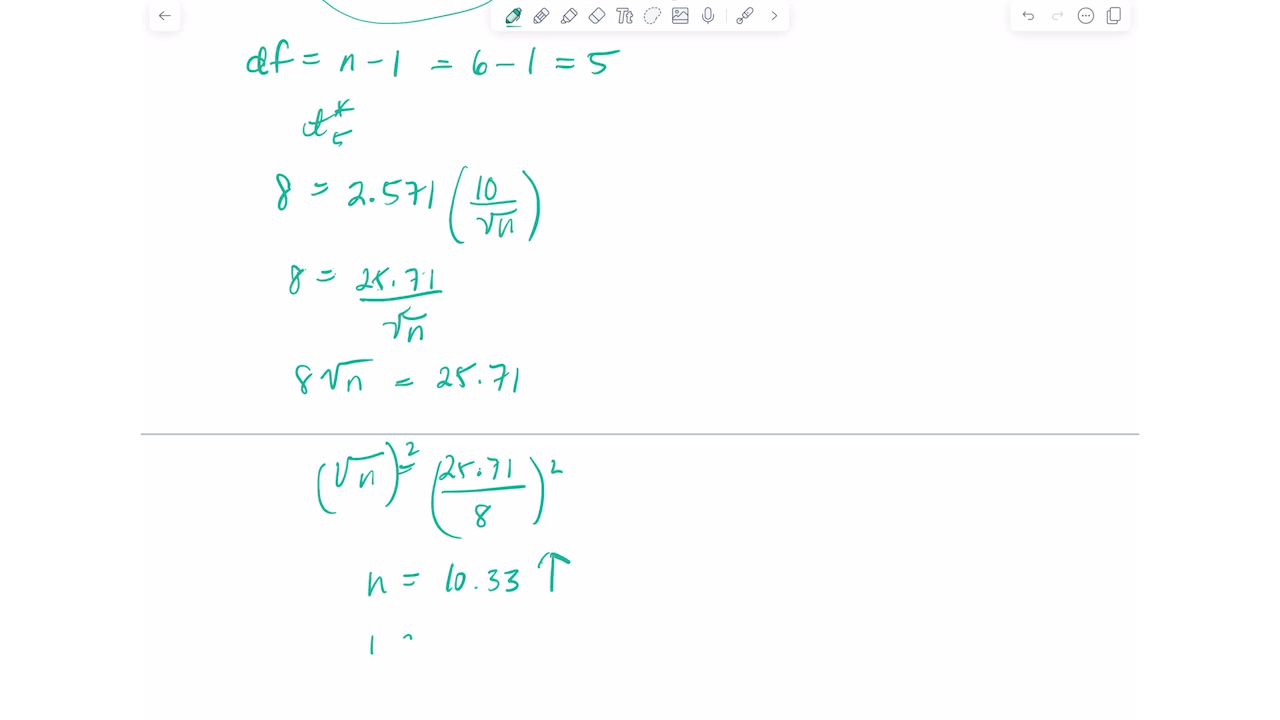 df = n - 1 = 6 - 1 = 5
t*₅
8 = 2.571 (10/√n)
8 = 25.71/√n
8√n = 25.71
(√n)² = (25.71/8)²
n = 10.33 ↑